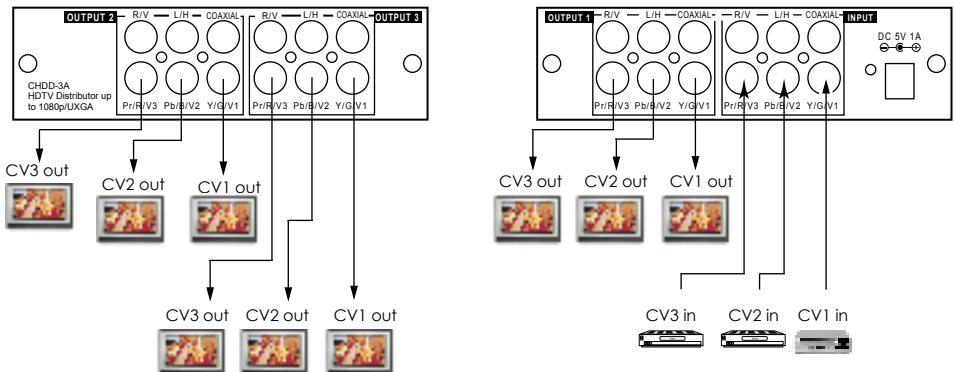 OUTPUT 2 R/V L/H COAXIAL R/V L/H COAXIAL OUTPUT 3
CHDD-3A
HDTV Distributor up
to 1080p/UXGA
Pr/R/V3 Pb/B/V2 Y/G/V1 Pr/R/V3 Pb/B/V2 Y/G/V1
CV3 out
CV2 out
CV1 out
CV3 out CV2 out CV1 out
OUTPUT 1 R/V L/H COAXIAL R/V L/H COAXIAL INPUT
DC 5V 1A
Pr/R/V3 Pb/B/V2 Y/G/V1 Pr/R/V3 Pb/B/V2 Y/G/V1
CV3 out CV2 out CV1 out
CV3 in CV2 in CV1 in